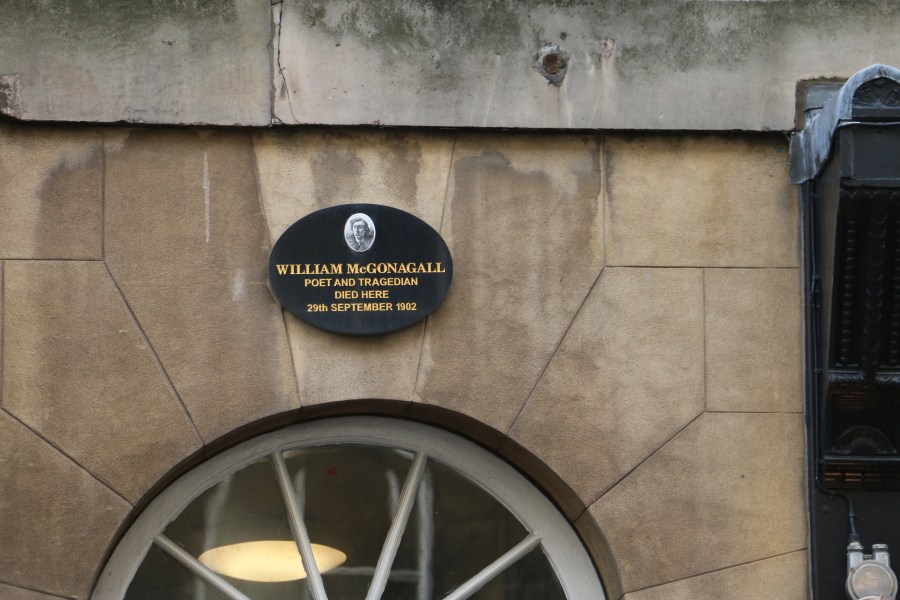 WILLIAM McGONAGALL
POET AND TRAGEDIAN
DIED HERE
29th SEPTEMBER 1902